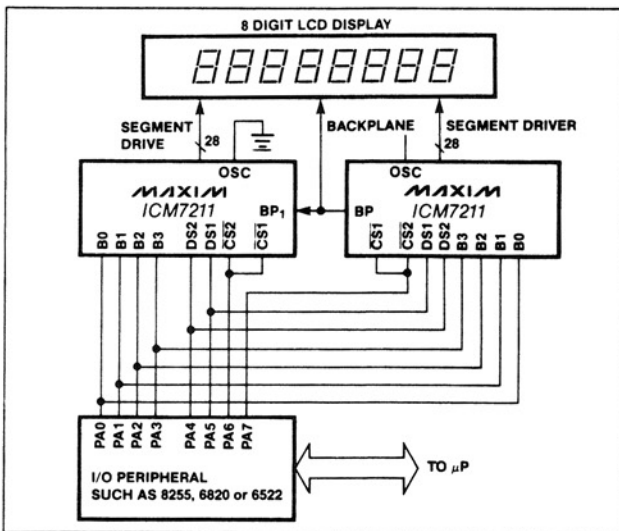 8 DIGIT LCD DISPLAY
SEGMENT DRIVE
28
BACKPLANE
SEGMENT DRIVER
28
OSC
MAXIM
ICM7211
BP1
B0 B1 B2 B3 DS2 DS1 CS2 CS1
OSC
MAXIM
ICM7211
BP
CS1 CS2 DS1 DS2 B3 B2 B1 B0
PA0 PA1 PA2 PA3 PA4 PA5 PA6 PA7
I/O PERIPHERAL
SUCH AS 8255, 6820 or 6522
TO μP